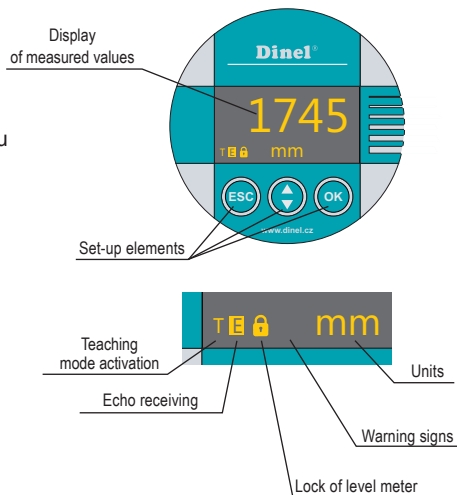 Display
of measured values
Dinel®
1745
T E mm
u
ESC OK
www.dinel.cz
Set-up elements
T E mm
Teaching
mode activation
Units
Echo receiving
Warning signs
Lock of level meter